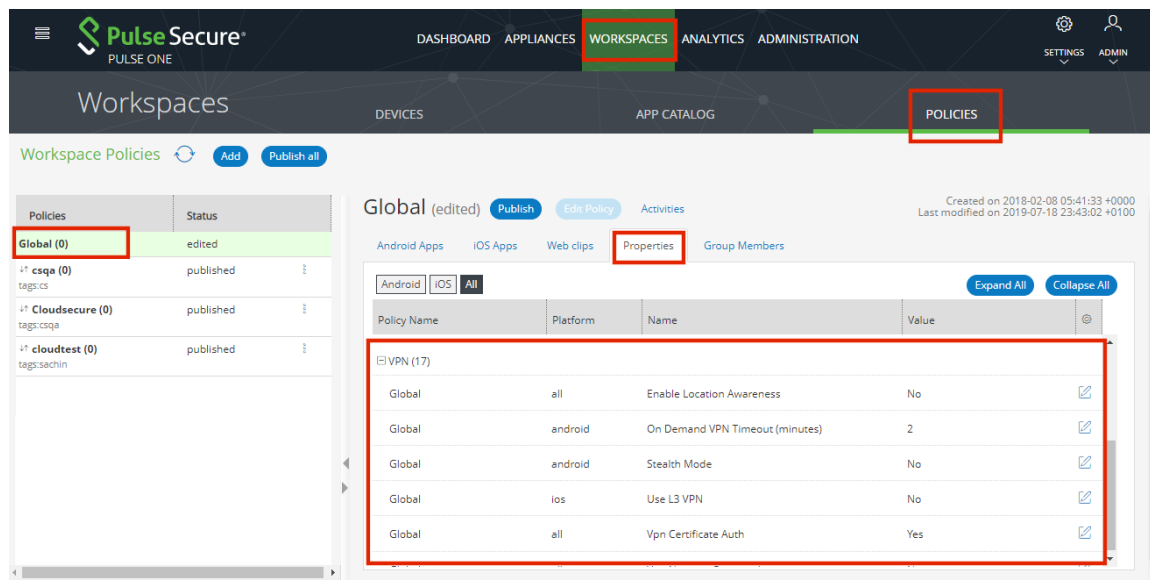 Pulse Secure®
PULSE ONE
DASHBOARD APPLIANCES WORKSPACES ANALYTICS ADMINISTRATION
SETTINGS ADMIN
Workspaces
DEVICES APP CATALOG POLICIES
Workspace Policies Add Publish all
Policies Status
Global (0) edited
csqa (0) published
tags:cs
Cloudsecure (0) published
tags:csqa
cloudtest (0) published
tags:sachin
Global (edited) Publish Edit Policy Activities
Created on 2018-02-08 05:41:33 +0000
Last modified on 2019-07-18 23:43:02 +0100
Android Apps iOS Apps Web clips Properties Group Members
Android iOS All Expand All Collapse All
Policy Name Platform Name Value
VPN (17)
Global all Enable Location Awareness No
Global android On Demand VPN Timeout (minutes) 2
Global android Stealth Mode No
Global ios Use L3 VPN No
Global all Vpn Certificate Auth Yes